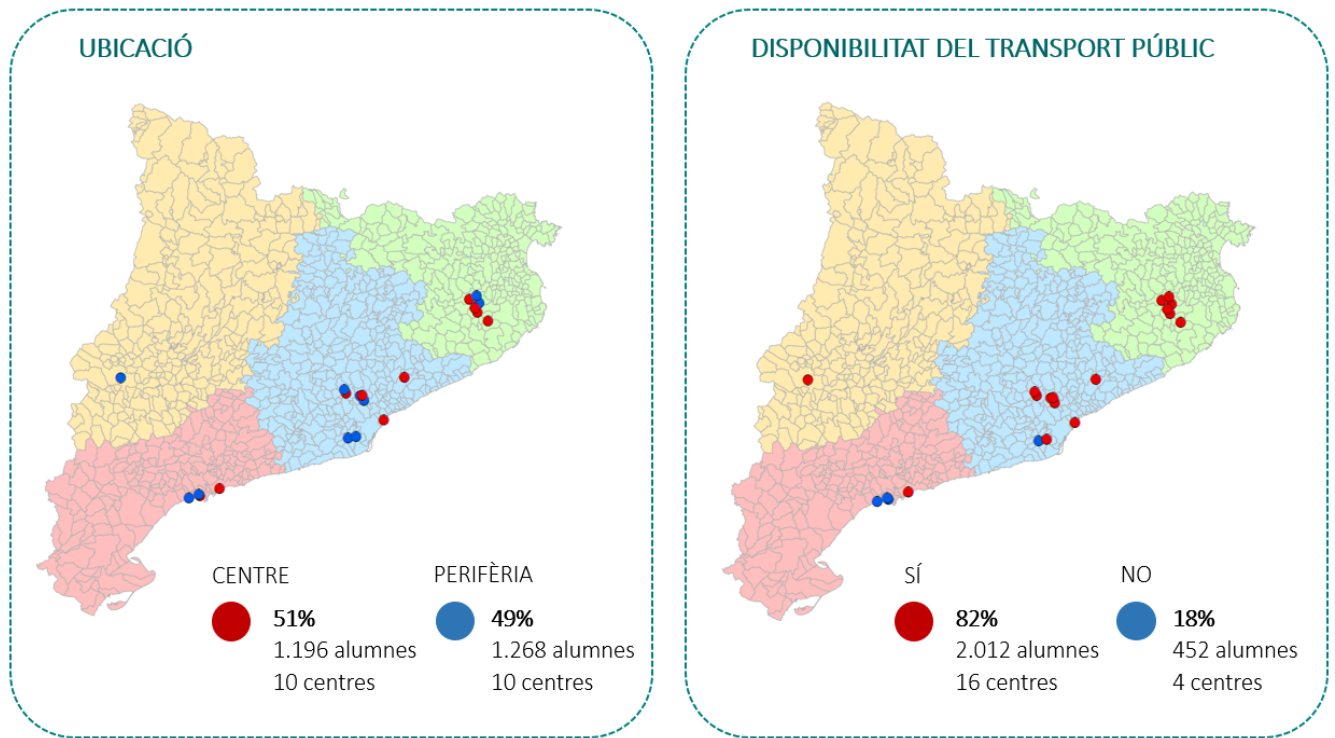 UBICACIÓ
CENTRE
51%
1.196 alumnes
10 centres
PERIFÈRIA
49%
1.268 alumnes
10 centres
DISPONIBILITAT DEL TRANSPORT PÚBLIC
SÍ
82%
2.012 alumnes
16 centres
NO
18%
452 alumnes
4 centres